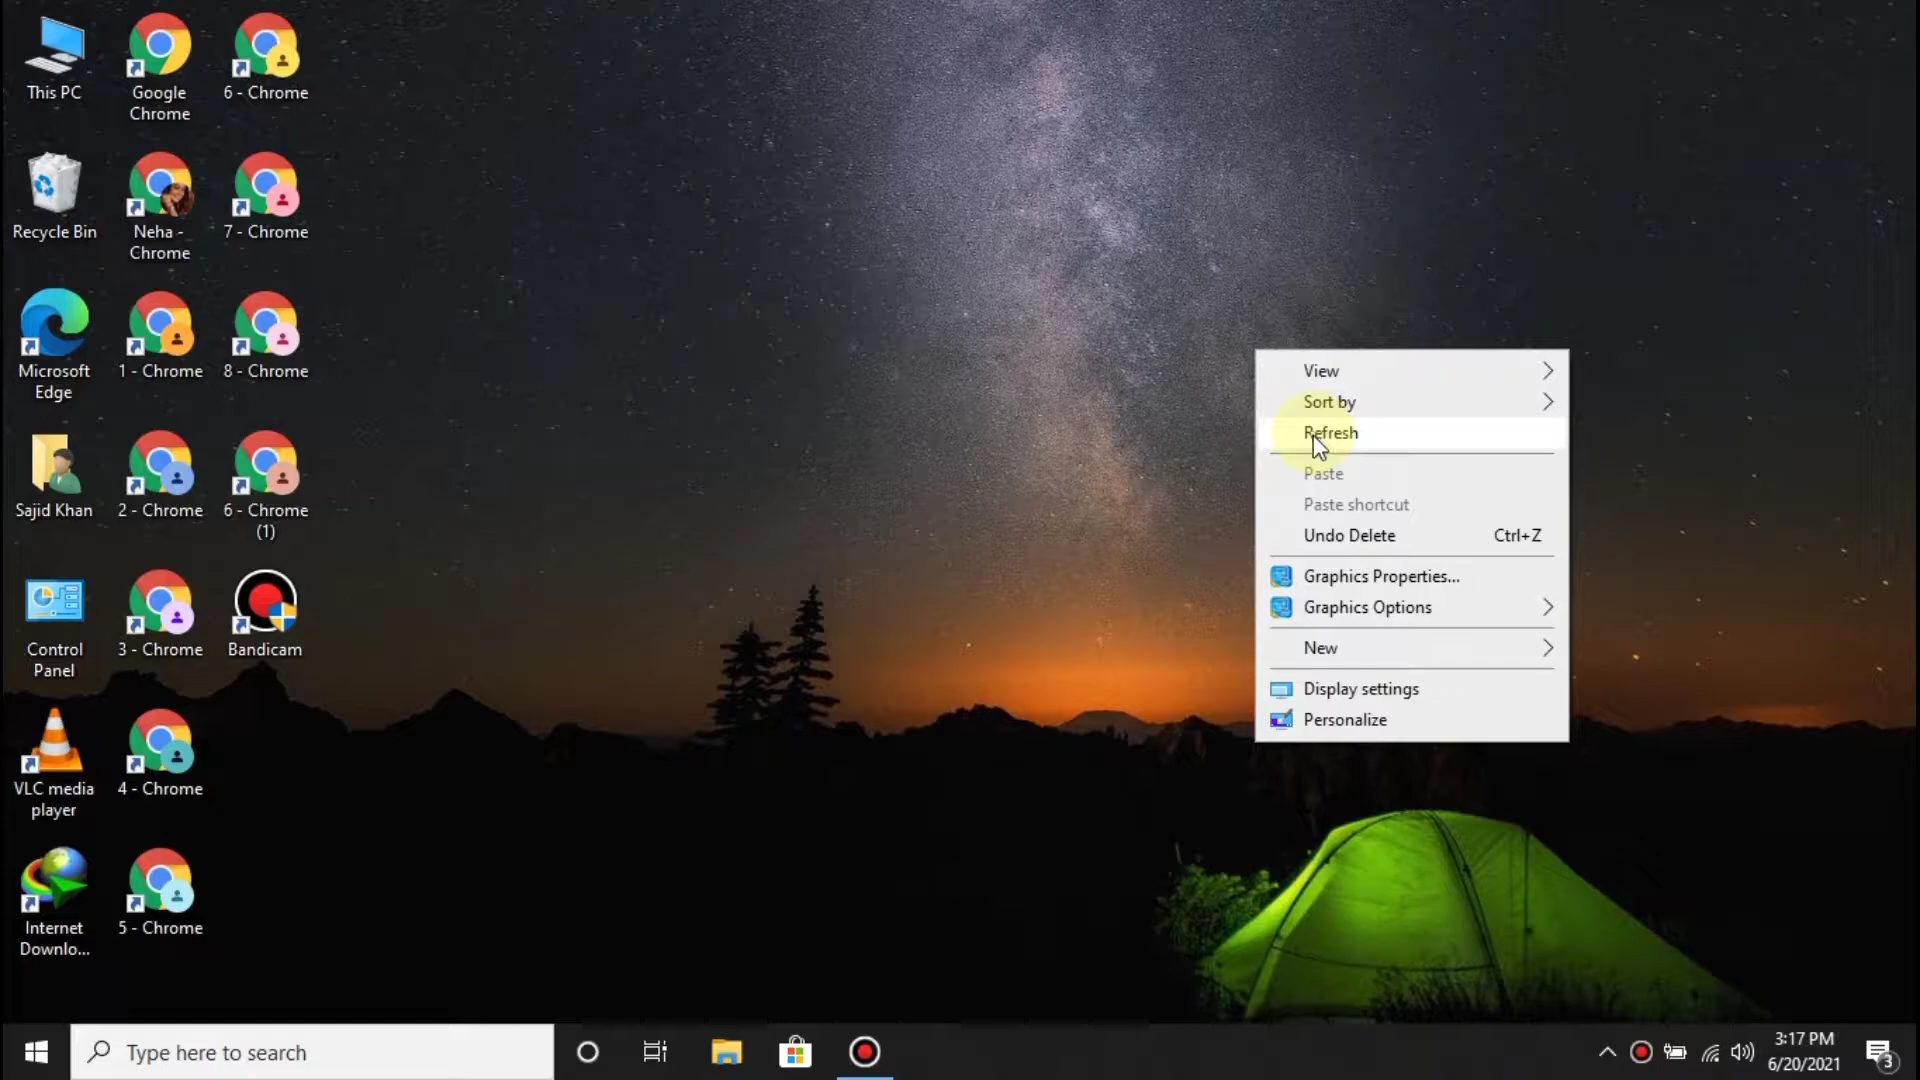 This PC
Google
Chrome
6 - Chrome
Recycle Bin
Neha -
Chrome
7 - Chrome
Microsoft
Edge
1 - Chrome
8 - Chrome
Sajid Khan
2 - Chrome
6 - Chrome
(1)
Control
Panel
3 - Chrome
Bandicam
VLC media
player
4 - Chrome
Internet
Downlo...
5 - Chrome
View
Sort by
Refresh
Paste
Paste shortcut
Undo Delete Ctrl+Z
Graphics Properties...
Graphics Options
New
Display settings
Personalize
Type here to search
3:17 PM
6/20/2021
3